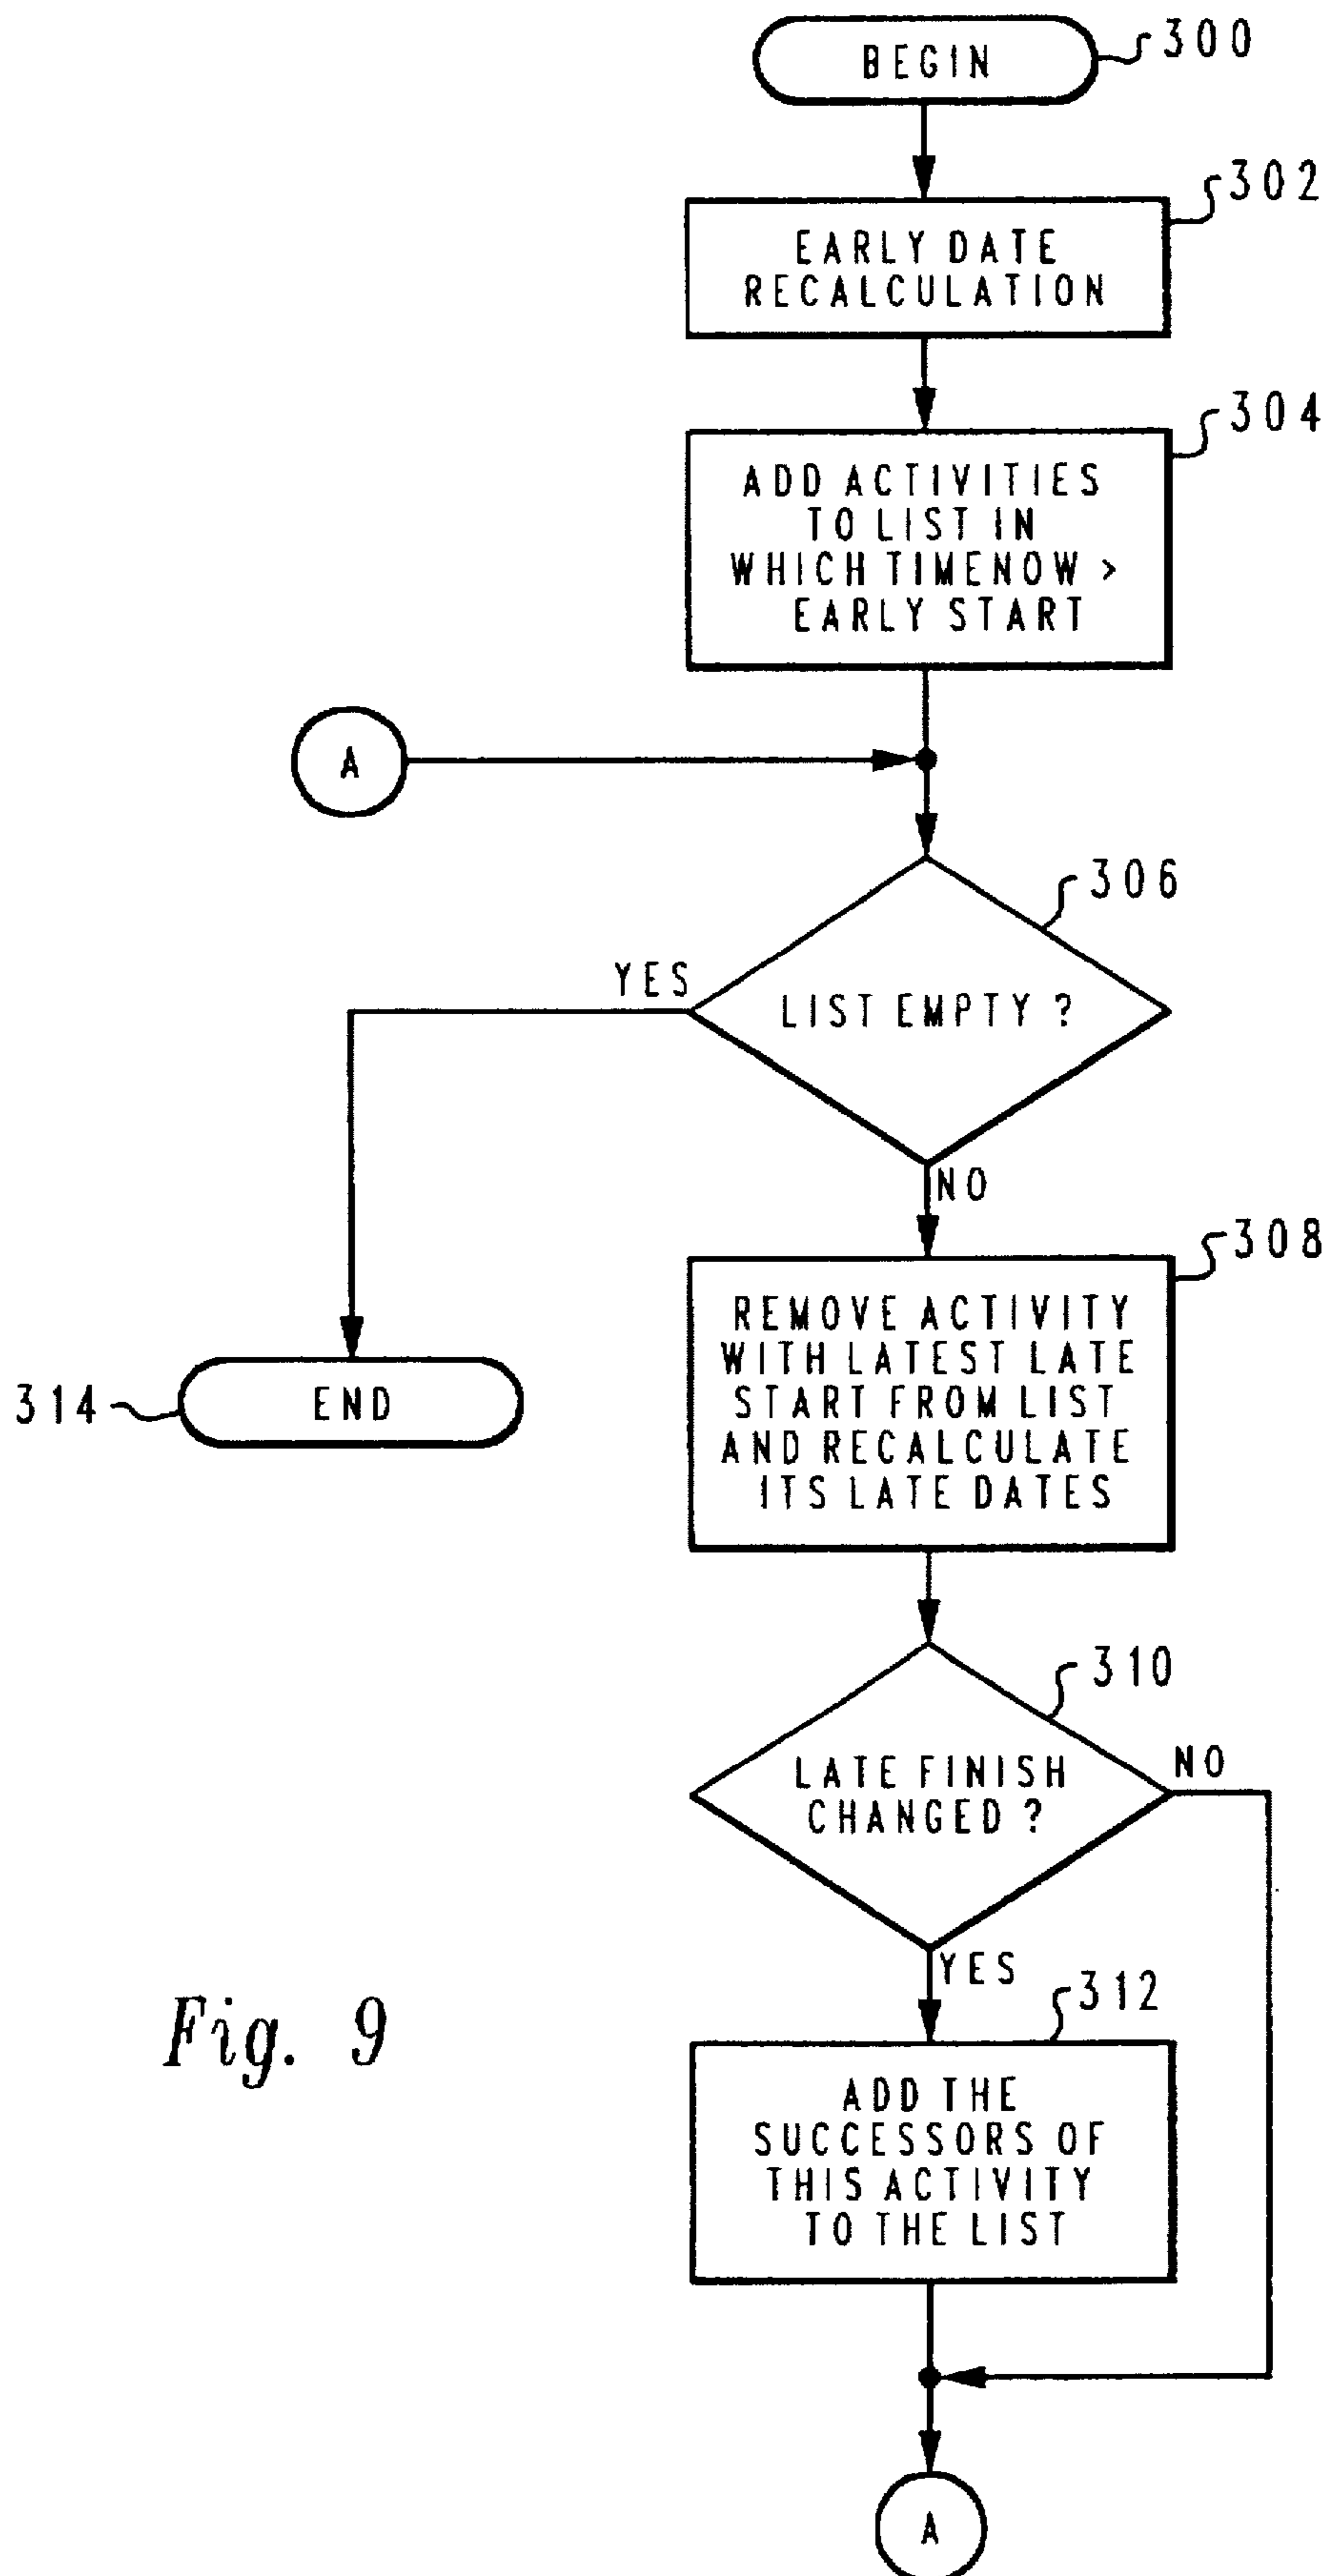 BEGIN
300
302
EARLY DATE
RECALCULATION
304
ADD ACTIVITIES
TO LIST IN
WHICH TIMENOW >
EARLY START
A
306
YES
LIST EMPTY ?
NO
308
REMOVE ACTIVITY
WITH LATEST LATE
START FROM LIST
AND RECALCULATE
ITS LATE DATES
314
END
310
LATE FINISH
CHANGED ?
NO
YES
312
ADD THE
SUCCESSORS OF
THIS ACTIVITY
TO THE LIST
A
Fig. 9